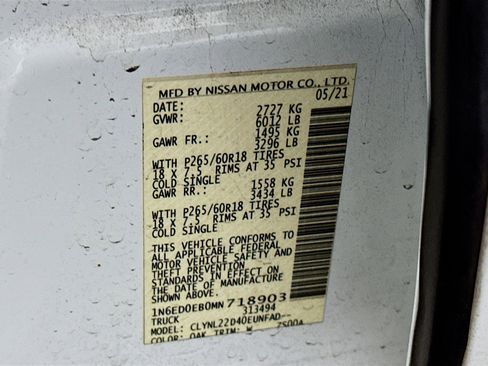 MFD BY NISSAN MOTOR CO., LTD.
DATE: 05/21
GVWR: 2727 KG
6012 LB
GAWR FR.: 1495 KG
3296 LB
WITH P265/60R18 TIRES
18 X 7.5 RIMS AT 35 PSI
COLD SINGLE
GAWR RR.: 1558 KG
3434 LB
WITH P265/60R18 TIRES
18 X 7.5 RIMS AT 35 PSI
COLD SINGLE
THIS VEHICLE CONFORMS TO
ALL APPLICABLE FEDERAL
MOTOR VEHICLE SAFETY AND
THEFT PREVENTION
STANDARDS IN EFFECT ON
THE DATE OF MANUFACTURE
SHOWN ABOVE.
1N6ED0EB0MN718903
TRUCK 313494
MODEL: CLYNL22D40EUNFAD--
COLOR: QAK TRIM: W